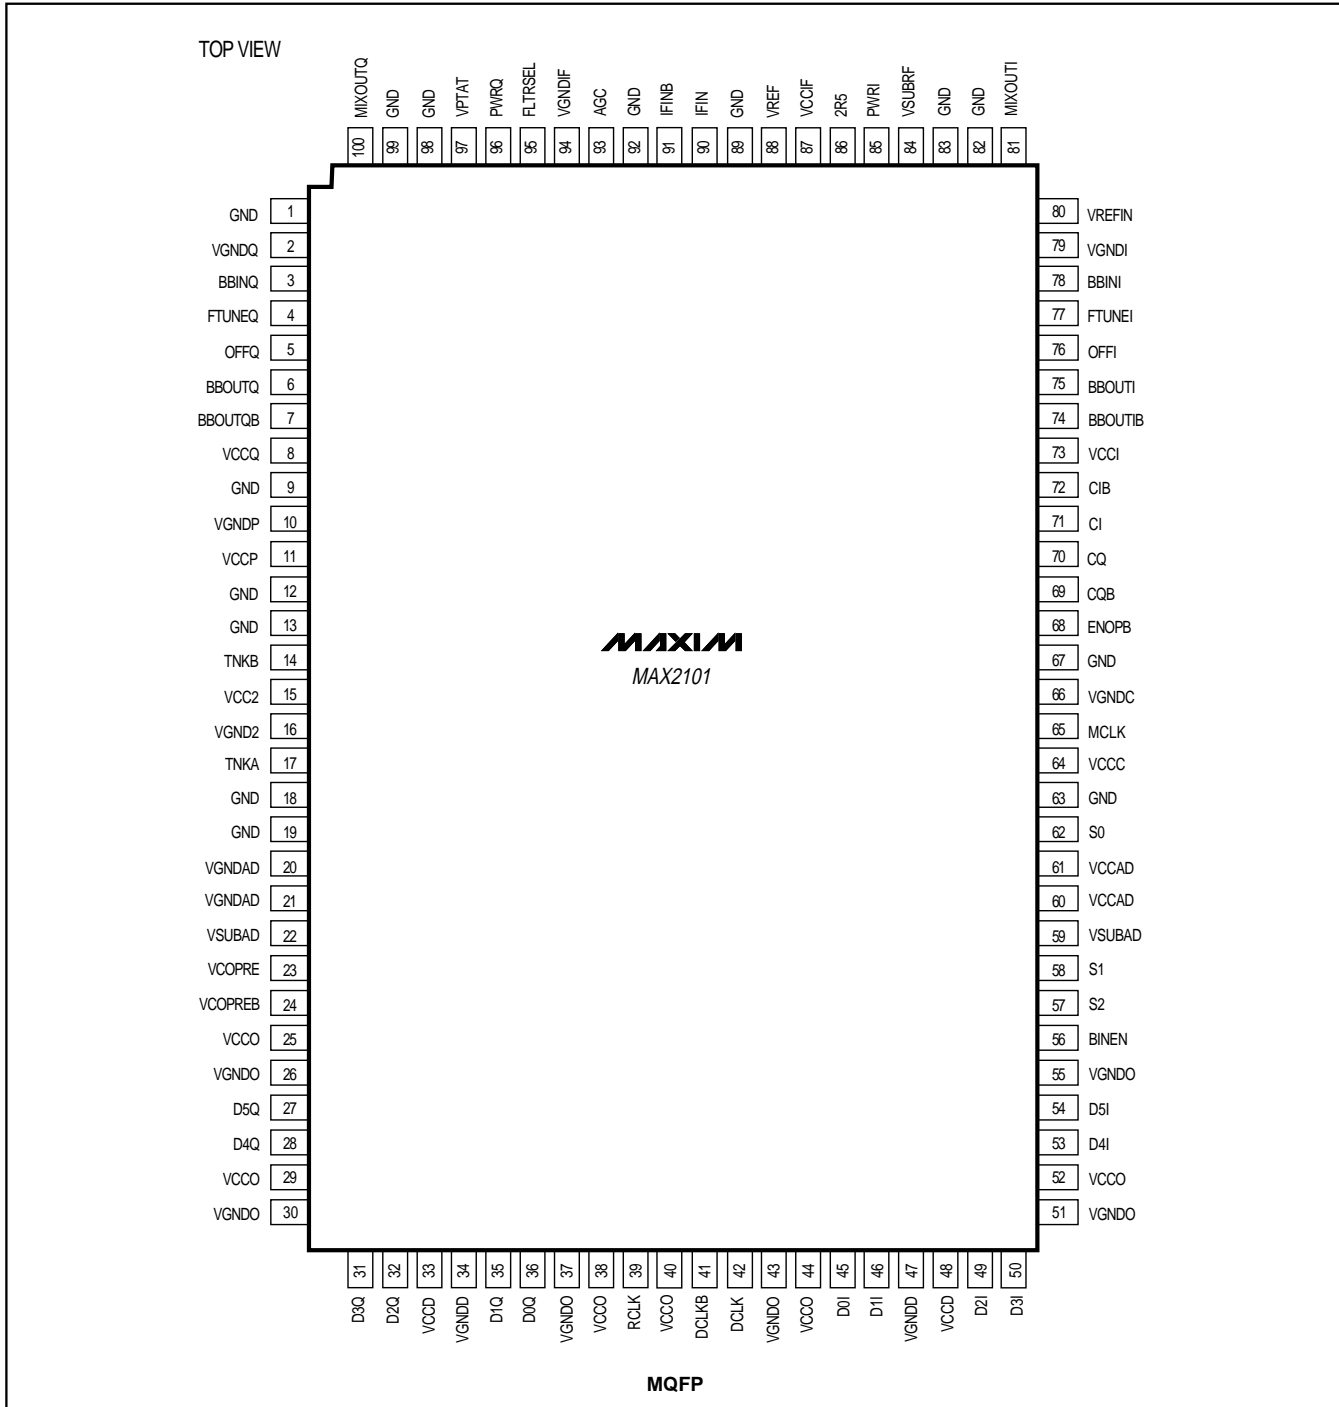 TOP VIEW
MIXOUTQ GND GND VPTAT PWRQ FLTRSEL VGNDIF AGC GND IFINB IFIN GND VREF VCCIF 2R5 PWRI VSUBRF GND GND MIXOUTI
100 99 98 97 96 95 94 93 92 91 90 89 88 87 86 85 84 83 82 81
GND 1 80 VREFIN
VGNDQ 2 79 VGNDI
BBINQ 3 78 BBINI
FTUNEQ 4 77 FTUNEI
OFFQ 5 76 OFFI
BBOUTQ 6 75 BBOUTI
BBOUTQB 7 74 BBOUTIB
VCCQ 8 73 VCCI
GND 9 72 CIB
VGNDP 10 71 CI
VCCP 11 70 CQ
GND 12 69 CQB
GND 13 68 ENOPB
MAXIM
TNKB 14 67 GND
MAX2101
VCC2 15 66 VGNDC
VGND2 16 65 MCLK
TNKA 17 64 VCCC
GND 18 63 GND
GND 19 62 S0
VGNDAD 20 61 VCCAD
VGNDAD 21 60 VCCAD
VSUBAD 22 59 VSUBAD
VCOPRE 23 58 S1
VCOPREB 24 57 S2
VCCO 25 56 BINEN
VGNDO 26 55 VGNDO
D5Q 27 54 D5I
D4Q 28 53 D4I
VCCO 29 52 VCCO
VGNDO 30 51 VGNDO
31 32 33 34 35 36 37 38 39 40 41 42 43 44 45 46 47 48 49 50
D3Q D2Q VCCD VGNDD D1Q D0Q VGNDO VCCO RCLK VCCO DCLKB DCLK VGNDO VCCO D0I D1I VGNDD VCCD D2I D3I
MQFP